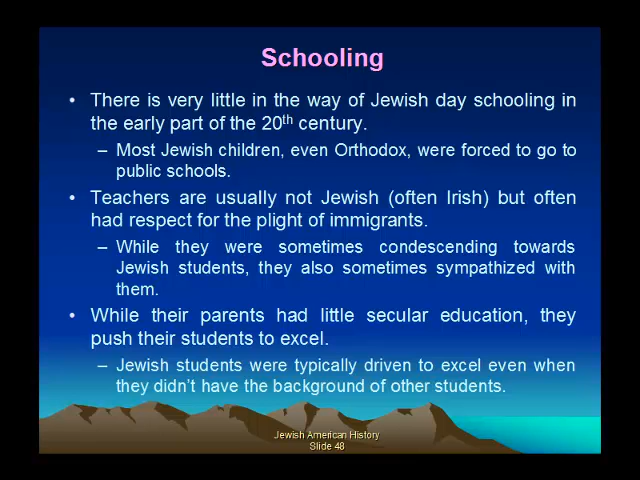 Schooling
• There is very little in the way of Jewish day schooling in
the early part of the 20th century.
– Most Jewish children, even Orthodox, were forced to go to
public schools.
• Teachers are usually not Jewish (often Irish) but often
had respect for the plight of immigrants.
– While they were sometimes condescending towards
Jewish students, they also sometimes sympathized with
them.
• While their parents had little secular education, they
push their students to excel.
– Jewish students were typically driven to excel even when
they didn't have the background of other students.
Jewish American History
Slide 48